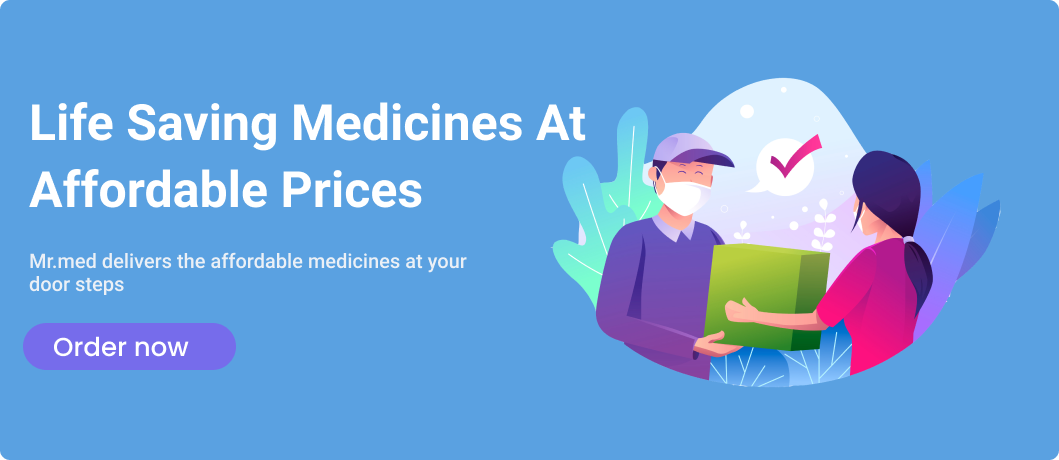 Life Saving Medicines At
Affordable Prices
Mr.med delivers the affordable medicines at your
door steps
Order now